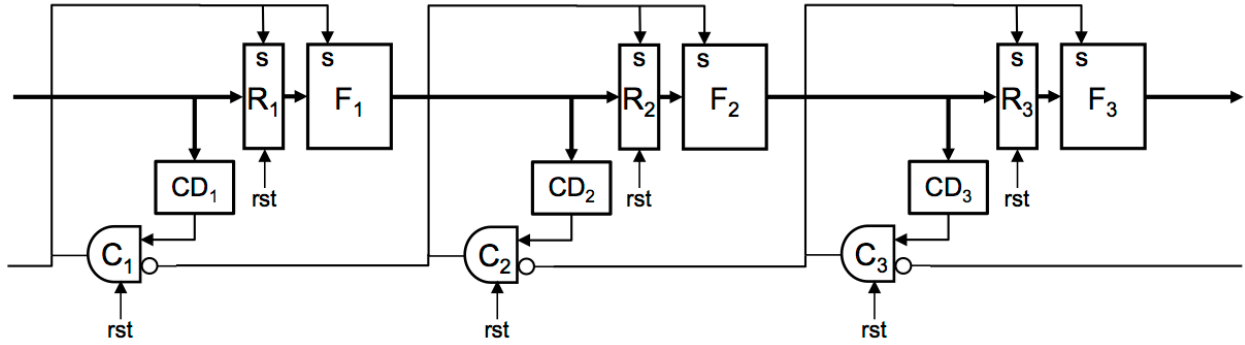 s s s s s s
R1 F1 R2 F2 R3 F3
CD1 rst CD2 rst CD3 rst
C1 C2 C3
rst rst rst